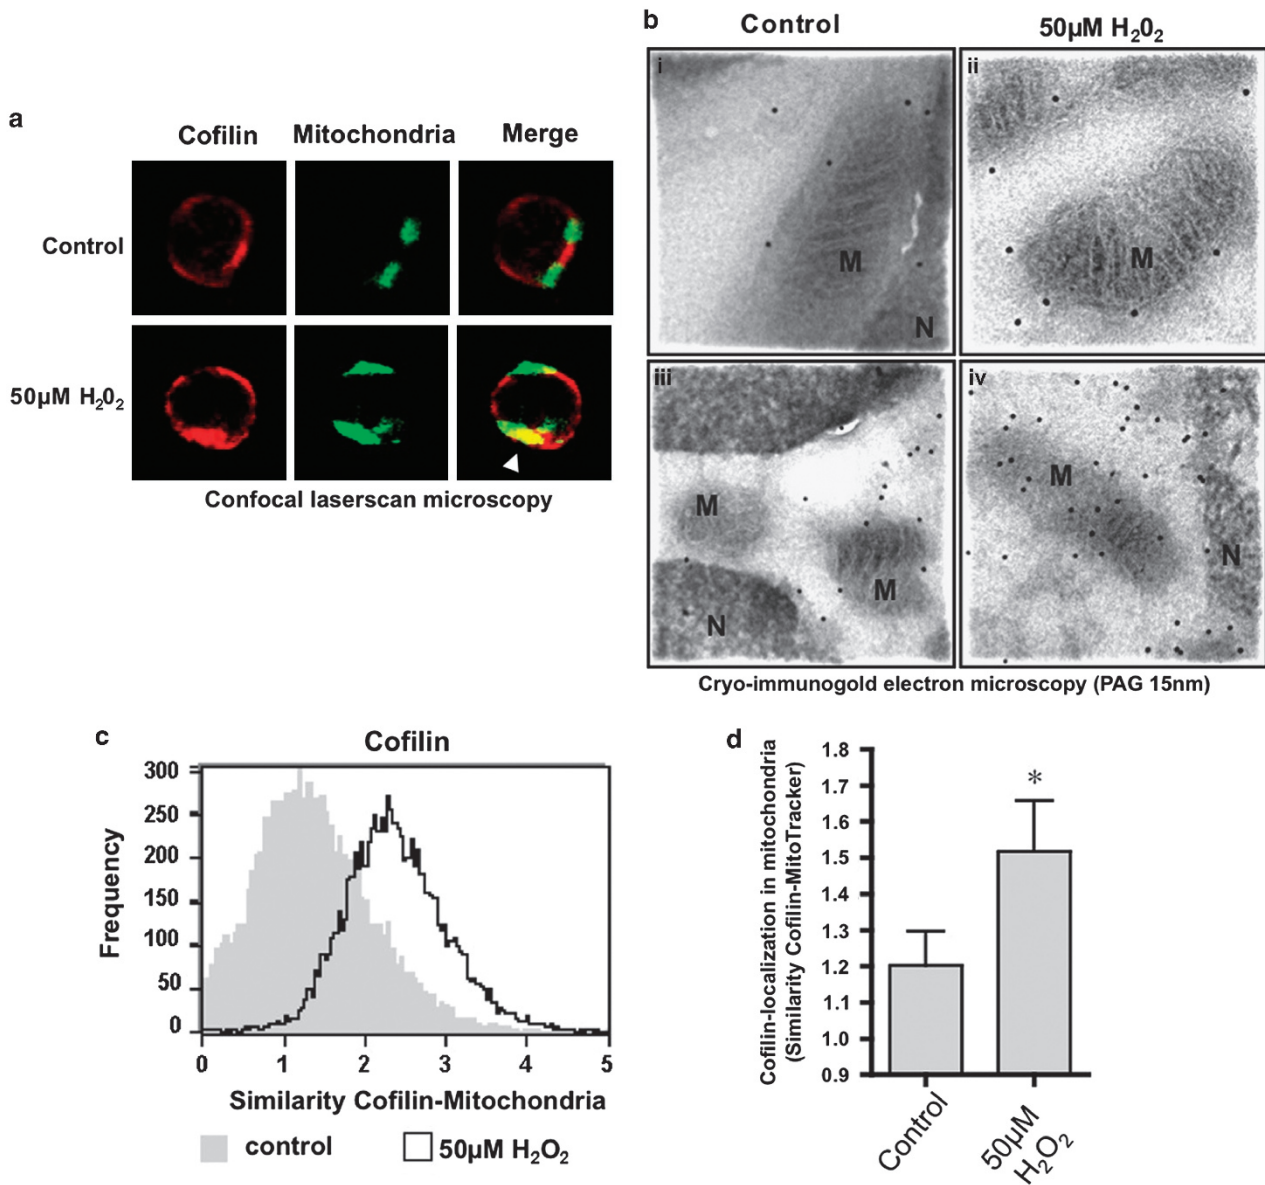 a
Cofilin Mitochondria Merge
Control
50µM H₂0₂
Confocal laserscan microscopy
b
Control 50µM H₂0₂
i
M
N
ii
M
iii
M
M
N
iv
M
N
Cryo-immunogold electron microscopy (PAG 15nm)
c
Cofilin
Frequency
300
250
200
150
100
50
0
0 1 2 3 4 5
Similarity Cofilin-Mitochondria
control 50µM H₂O₂
d
Cofilin-localization in mitochondria
(Similarity Cofilin-MitoTracker)
1.8
1.7
1.6
1.5
1.4
1.3
1.2
1.1
1.0
0.9
*
Control
50µM
H₂O₂